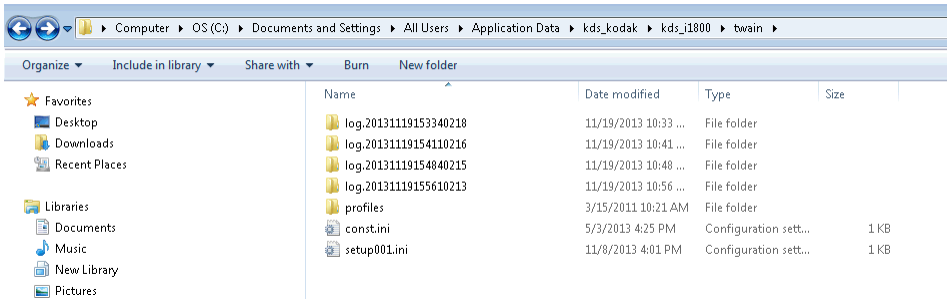 Computer OS (C:) Documents and Settings All Users Application Data kds_kodak kds_i1800 twain
Organize Include in library Share with Burn New folder
Name Date modified Type Size
Favorites
Desktop
Downloads
Recent Places
Libraries
Documents
Music
New Library
Pictures
log.20131119153340218 11/19/2013 10:33 ... File folder
log.20131119154110216 11/19/2013 10:41 ... File folder
log.20131119154840215 11/19/2013 10:48 ... File folder
log.20131119155610213 11/19/2013 10:56 ... File folder
profiles 3/15/2011 10:21 AM File folder
const.ini 5/3/2013 4:25 PM Configuration sett... 1 KB
setup001.ini 11/8/2013 4:01 PM Configuration sett... 1 KB